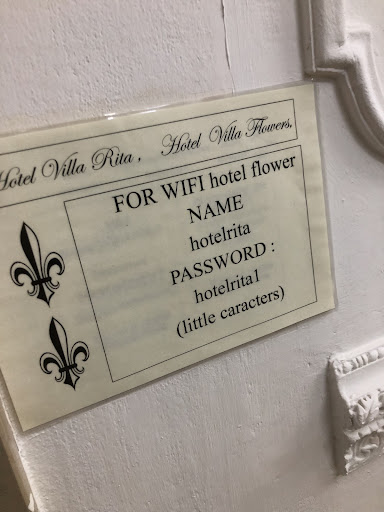 Hotel Villa Rita , Hotel Villa Flowers.
FOR WIFI hotel flower
NAME
hotelrita
PASSWORD :
hotelrita1
(little caracters)